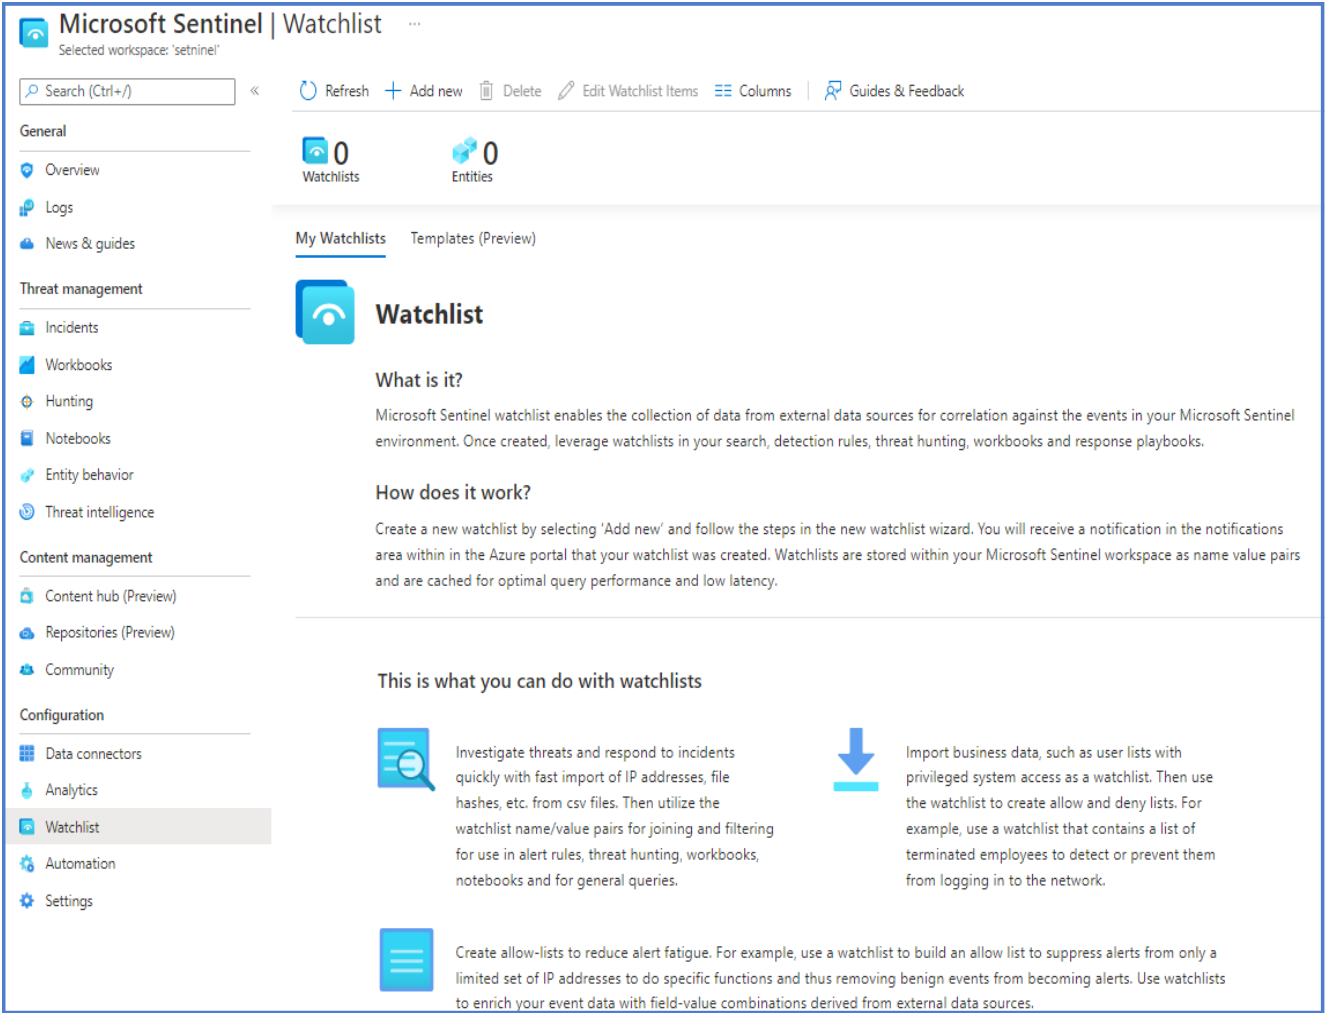 Microsoft Sentinel | Watchlist ...
Selected workspace: 'setninel'
Search (Ctrl+/) «
Refresh Add new Delete Edit Watchlist Items Columns Guides & Feedback
General
Overview
Logs
News & guides
Threat management
Incidents
Workbooks
Hunting
Notebooks
Entity behavior
Threat intelligence
Content management
Content hub (Preview)
Repositories (Preview)
Community
Configuration
Data connectors
Analytics
Watchlist
Automation
Settings
0
Watchlists
0
Entities
My Watchlists Templates (Preview)
Watchlist
What is it?
Microsoft Sentinel watchlist enables the collection of data from external data sources for correlation against the events in your Microsoft Sentinel
environment. Once created, leverage watchlists in your search, detection rules, threat hunting, workbooks and response playbooks.
How does it work?
Create a new watchlist by selecting 'Add new' and follow the steps in the new watchlist wizard. You will receive a notification in the notifications
area within in the Azure portal that your watchlist was created. Watchlists are stored within your Microsoft Sentinel workspace as name value pairs
and are cached for optimal query performance and low latency.
This is what you can do with watchlists
Investigate threats and respond to incidents
quickly with fast import of IP addresses, file
hashes, etc. from csv files. Then utilize the
watchlist name/value pairs for joining and filtering
for use in alert rules, threat hunting, workbooks,
notebooks and for general queries.
Import business data, such as user lists with
privileged system access as a watchlist. Then use
the watchlist to create allow and deny lists. For
example, use a watchlist that contains a list of
terminated employees to detect or prevent them
from logging in to the network.
Create allow-lists to reduce alert fatigue. For example, use a watchlist to build an allow list to suppress alerts from only a
limited set of IP addresses to do specific functions and thus removing benign events from becoming alerts. Use watchlists
to enrich your event data with field-value combinations derived from external data sources.